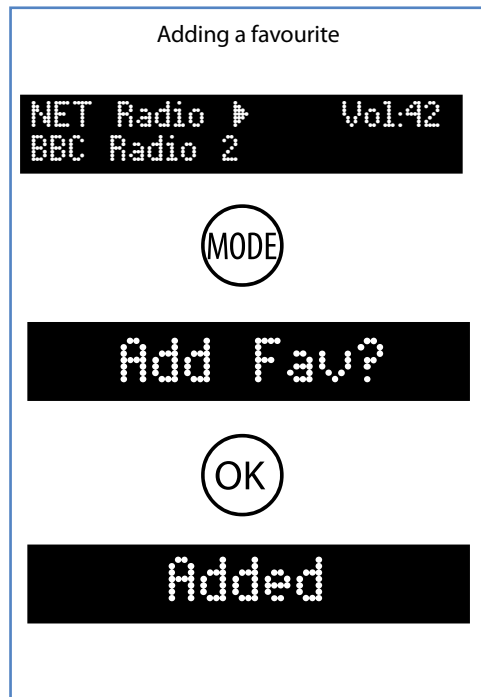 Adding a favourite
NET Radio ▶ Vol:42
BBC Radio 2
MODE
Add Fav?
OK
Added